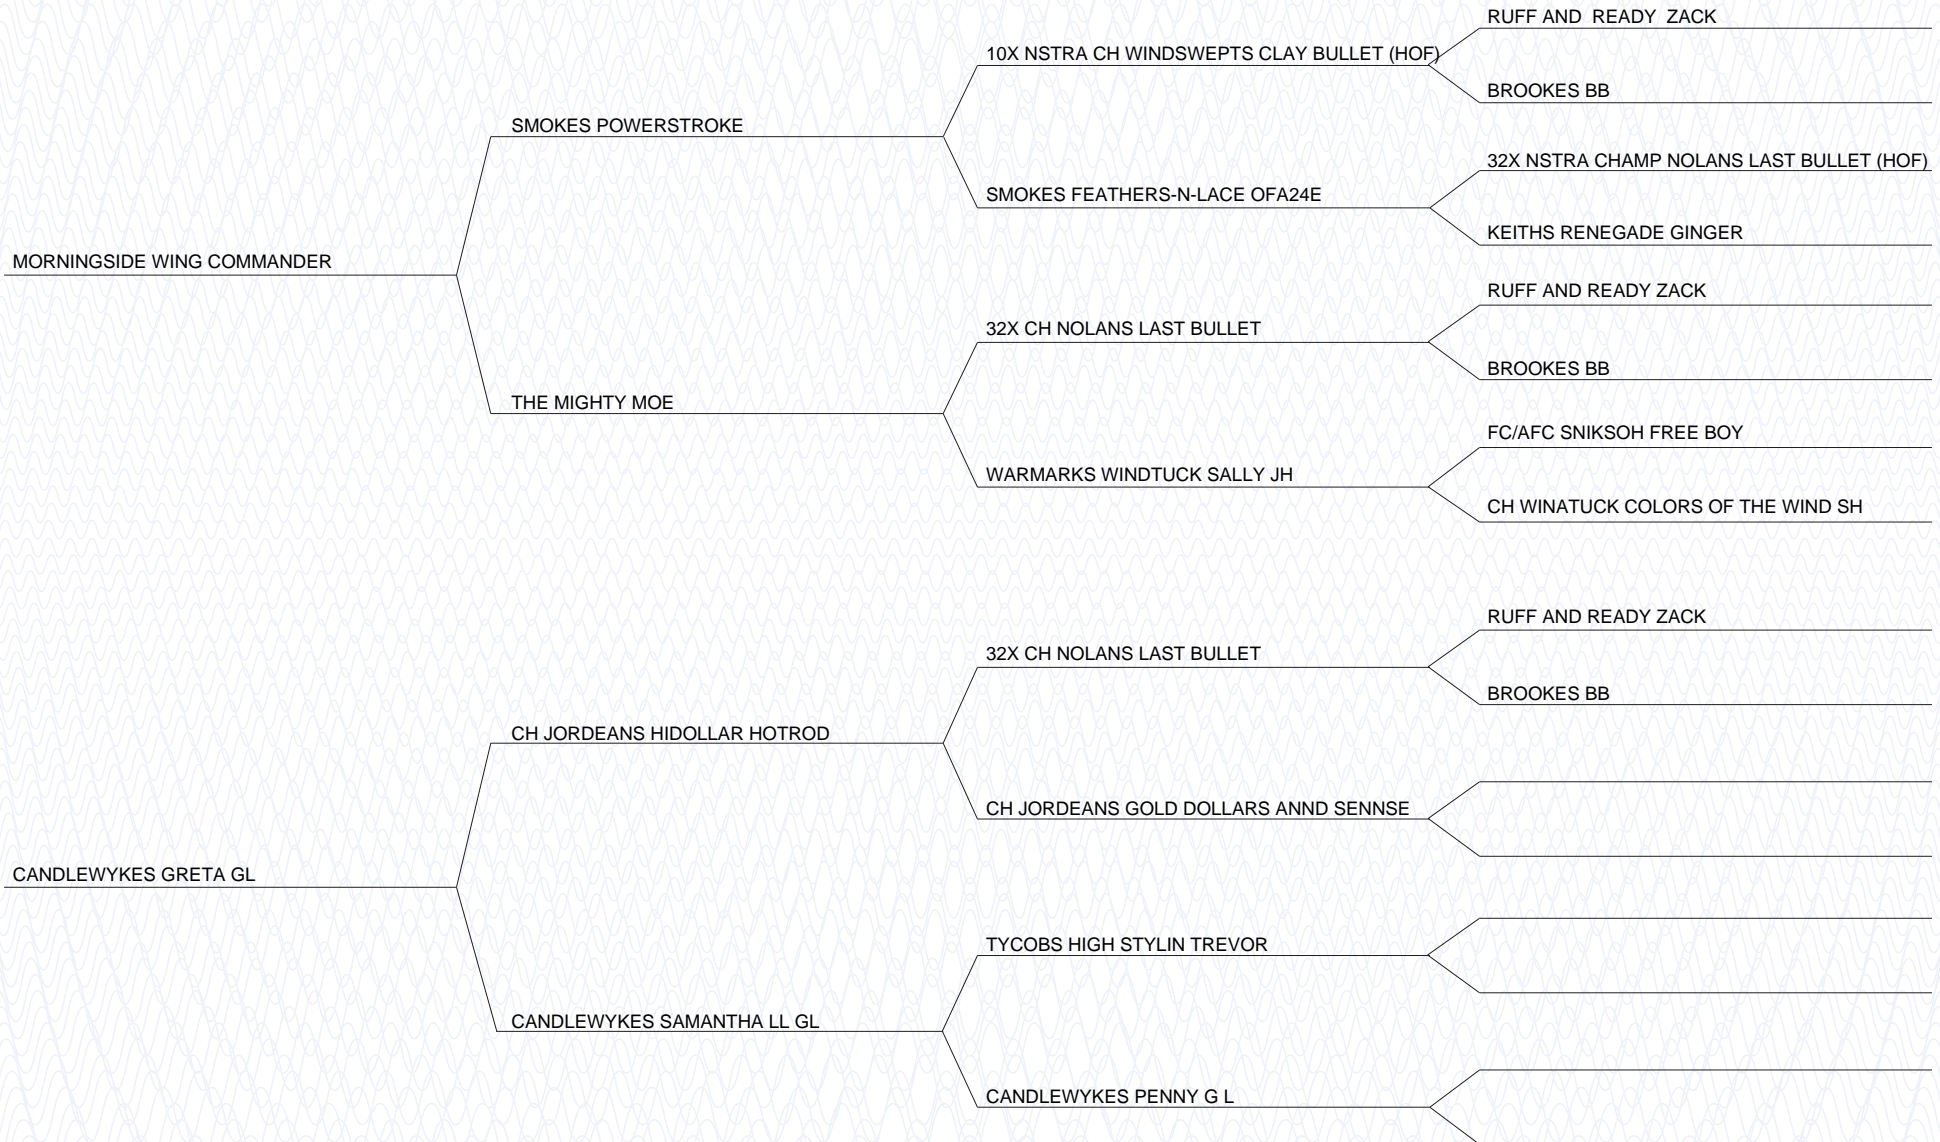 RUFF AND  READY  ZACK
10X NSTRA CH WINDSWEPTS CLAY BULLET (HOF)
BROOKES BB
SMOKES POWERSTROKE
32X NSTRA CHAMP NOLANS LAST BULLET (HOF)
SMOKES FEATHERS-N-LACE OFA24E
KEITHS RENEGADE GINGER
MORNINGSIDE WING COMMANDER
RUFF AND READY ZACK
32X CH NOLANS LAST BULLET
BROOKES BB
THE MIGHTY MOE
FC/AFC SNIKSOH FREE BOY
WARMARKS WINDTUCK SALLY JH
CH WINATUCK COLORS OF THE WIND SH
RUFF AND READY ZACK
32X CH NOLANS LAST BULLET
BROOKES BB
CH JORDEANS HIDOLLAR HOTROD
CH JORDEANS GOLD DOLLARS ANND SENNSE
CANDLEWYKES GRETA GL
TYCOBS HIGH STYLIN TREVOR
CANDLEWYKES SAMANTHA LL GL
CANDLEWYKES PENNY G L